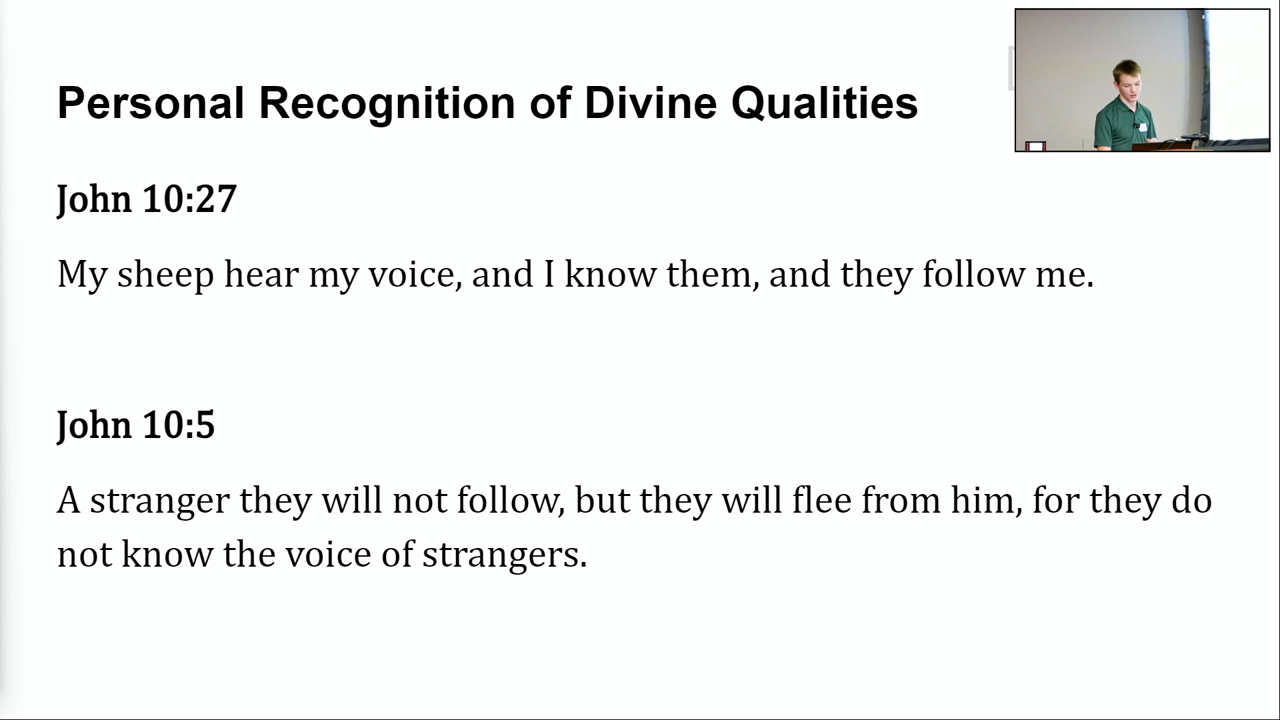 Personal Recognition of Divine Qualities
John 10:27
My sheep hear my voice, and I know them, and they follow me.
John 10:5
A stranger they will not follow, but they will flee from him, for they do
not know the voice of strangers.